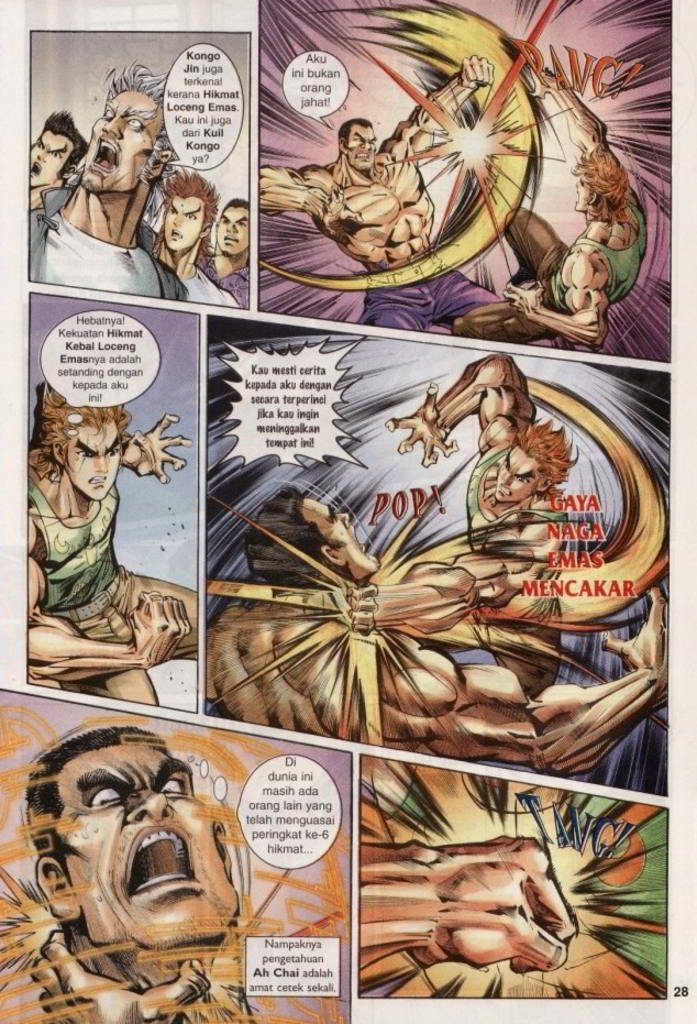 Kongo
Jin juga
terkenal
kerana Hikmat
Loceng Emas.
Kau ini juga
dari Kuil
Kongo
ya?
Aku
ini bukan
orang
jahat!
BANG!
Hebatnya!
Kekuatan Hikmat
Kebal Loceng
Emasnya adalah
setanding dengan
kepada aku
ini!
Kau mesti cerita
kepada aku dengan
secara terperinci
jika kau ingin
meninggalkan
tempat ini!
POP!
GAYA
NAGA
EMAS
MENCAKAR
Di
dunia ini
masih ada
orang lain yang
telah menguasai
peringkat ke-6
hikmat...
Nampaknya
pengetahuan
Ah Chai adalah
amat cetek sekali.
TANG!
28